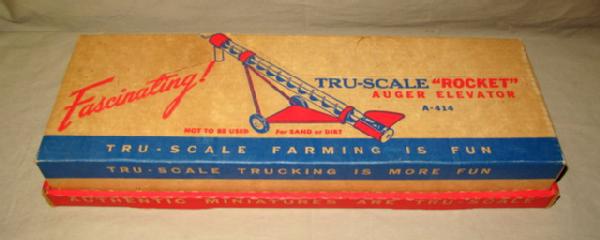 Fascinating!
TRU-SCALE "ROCKET"
AUGER ELEVATOR
A-414
NOT TO BE USED For SAND or DIRT
TRU-SCALE FARMING IS FUN
TRU-SCALE TRUCKING IS MORE FUN
AUTHENTIC MINIATURES ARE TRU-SCALE